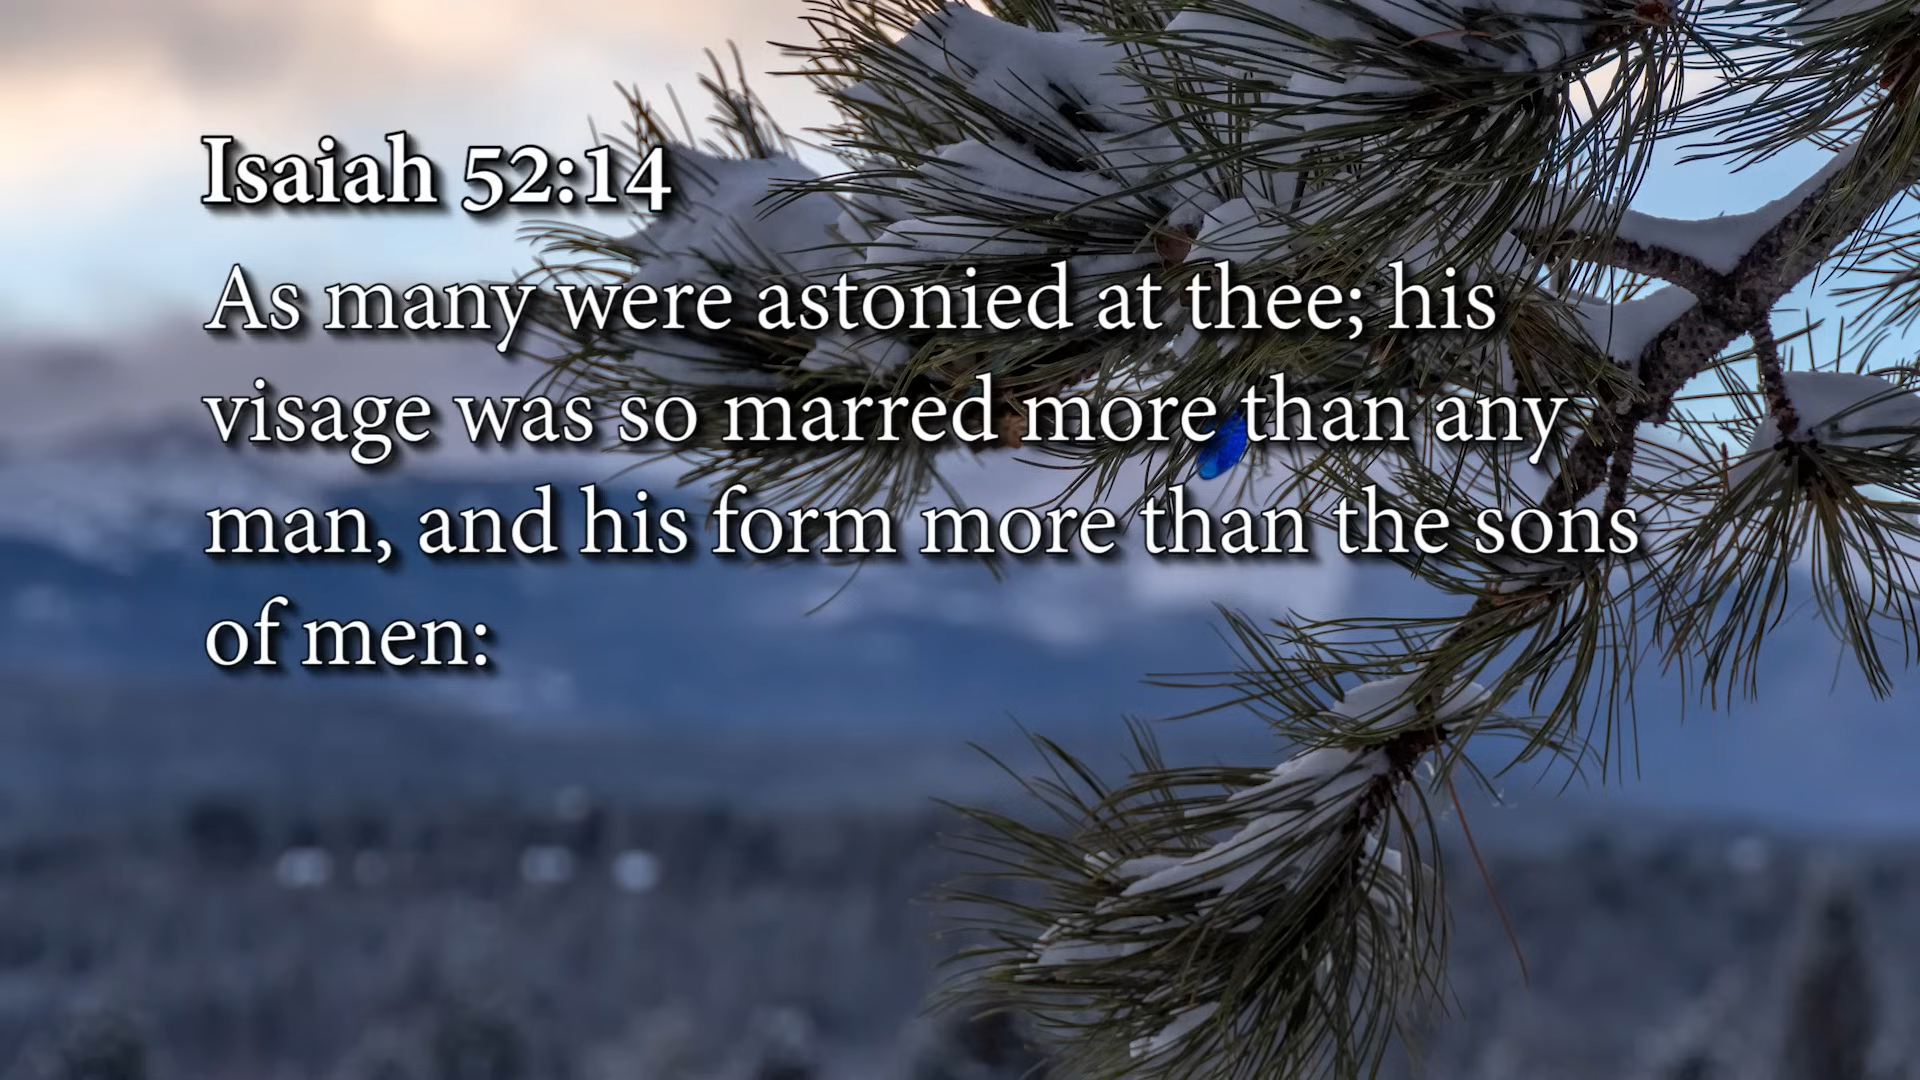 Isaiah 52:14
As many were astonied at thee; his
visage was so marred more than any
man, and his form more than the sons
of men: